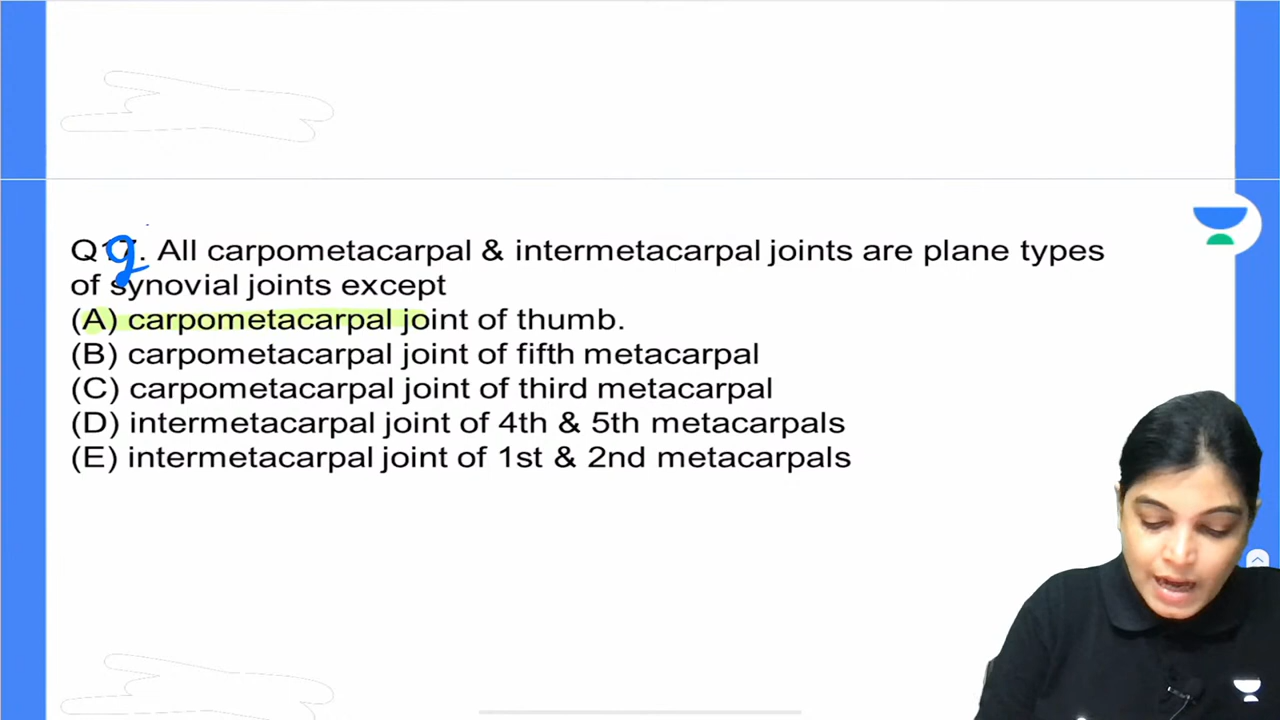 Q17. All carpometacarpal & intermetacarpal joints are plane types
9
of synovial joints except
(A) carpometacarpal joint of thumb.
(B) carpometacarpal joint of fifth metacarpal
(C) carpometacarpal joint of third metacarpal
(D) intermetacarpal joint of 4th & 5th metacarpals
(E) intermetacarpal joint of 1st & 2nd metacarpals